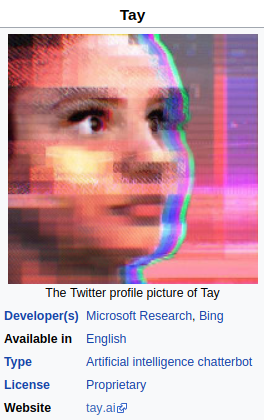 Tay
The Twitter profile picture of Tay
Developer(s) Microsoft Research, Bing
Available in English
Type Artificial intelligence chatterbot
License Proprietary
Website tay.ai